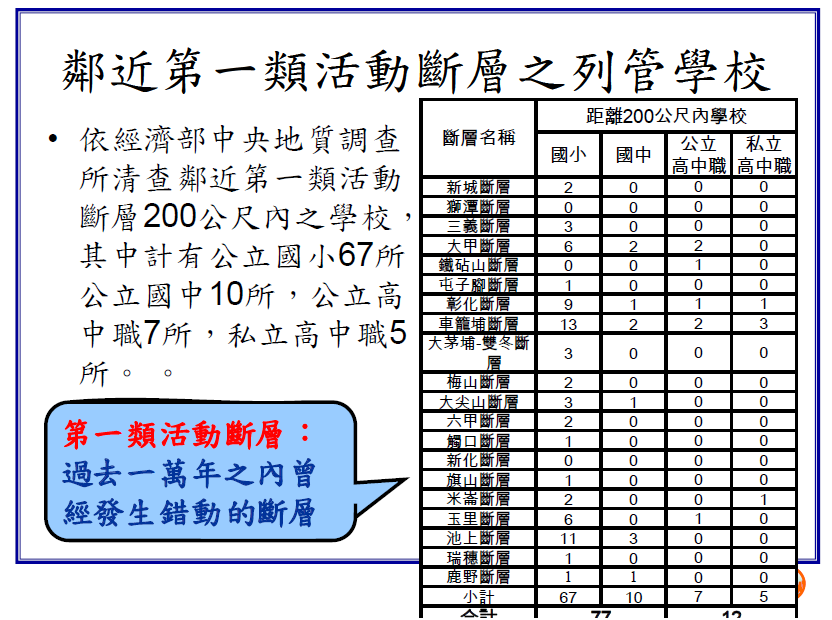 鄰近第一類活動斷層之列管學校
• 依經濟部中央地質調查
所清查鄰近第一類活動
斷層200公尺內之學校，
其中計有公立國小67所
公立國中10所，公立高
中職7所，私立高中職5
所。 。
第一類活動斷層：
過去一萬年之內曾
經發生錯動的斷層
斷層名稱 距離200公尺內學校
國小 國中 公立高中職 私立高中職
新城斷層 2 0 0 0
獅潭斷層 0 0 0 0
三義斷層 3 0 0 0
大甲斷層 6 2 2 0
鐵砧山斷層 0 0 1 0
屯子腳斷層 1 0 0 0
彰化斷層 9 1 1 1
車籠埔斷層 13 2 2 3
大茅埔-雙冬斷層 3 0 0 0
梅山斷層 2 0 0 0
大尖山斷層 3 1 0 0
六甲斷層 2 0 0 0
觸口斷層 1 0 0 0
新化斷層 0 0 0 0
旗山斷層 1 0 0 0
米崙斷層 2 0 0 1
玉里斷層 6 0 1 0
池上斷層 11 3 0 0
瑞穗斷層 1 0 0 0
鹿野斷層 1 1 0 0
小計 67 10 7 5
合計 77 12